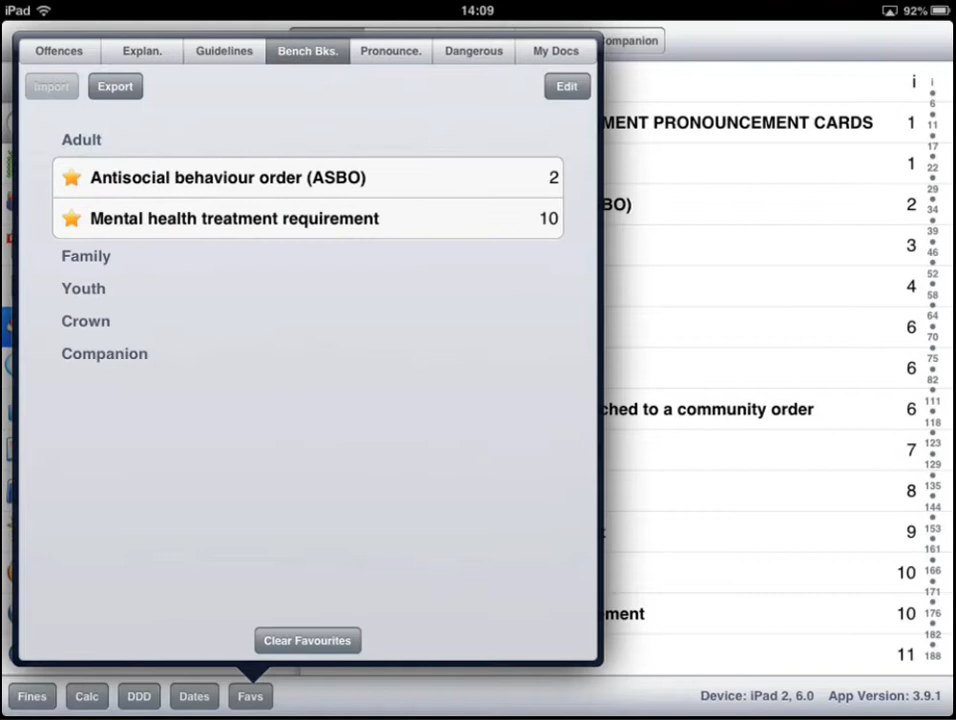 iPad 14:09 92%
Companion
Offences Explan. Guidelines Bench Bks. Pronounce. Dangerous My Docs
Import Export Edit
Adult
Antisocial behaviour order (ASBO) 2
Mental health treatment requirement 10
Family
Youth
Crown
Companion
Clear Favourites
i
MENT PRONOUNCEMENT CARDS 1
1
BO) 2
3
4
6
6
ched to a community order 6
7
8
9
10
ment 10
11
i
6
11
17
22
29
34
39
46
52
58
64
70
75
82
111
118
123
129
135
144
153
161
166
171
176
182
188
Fines Calc DDD Dates Favs Device: iPad 2, 6.0 App Version: 3.9.1